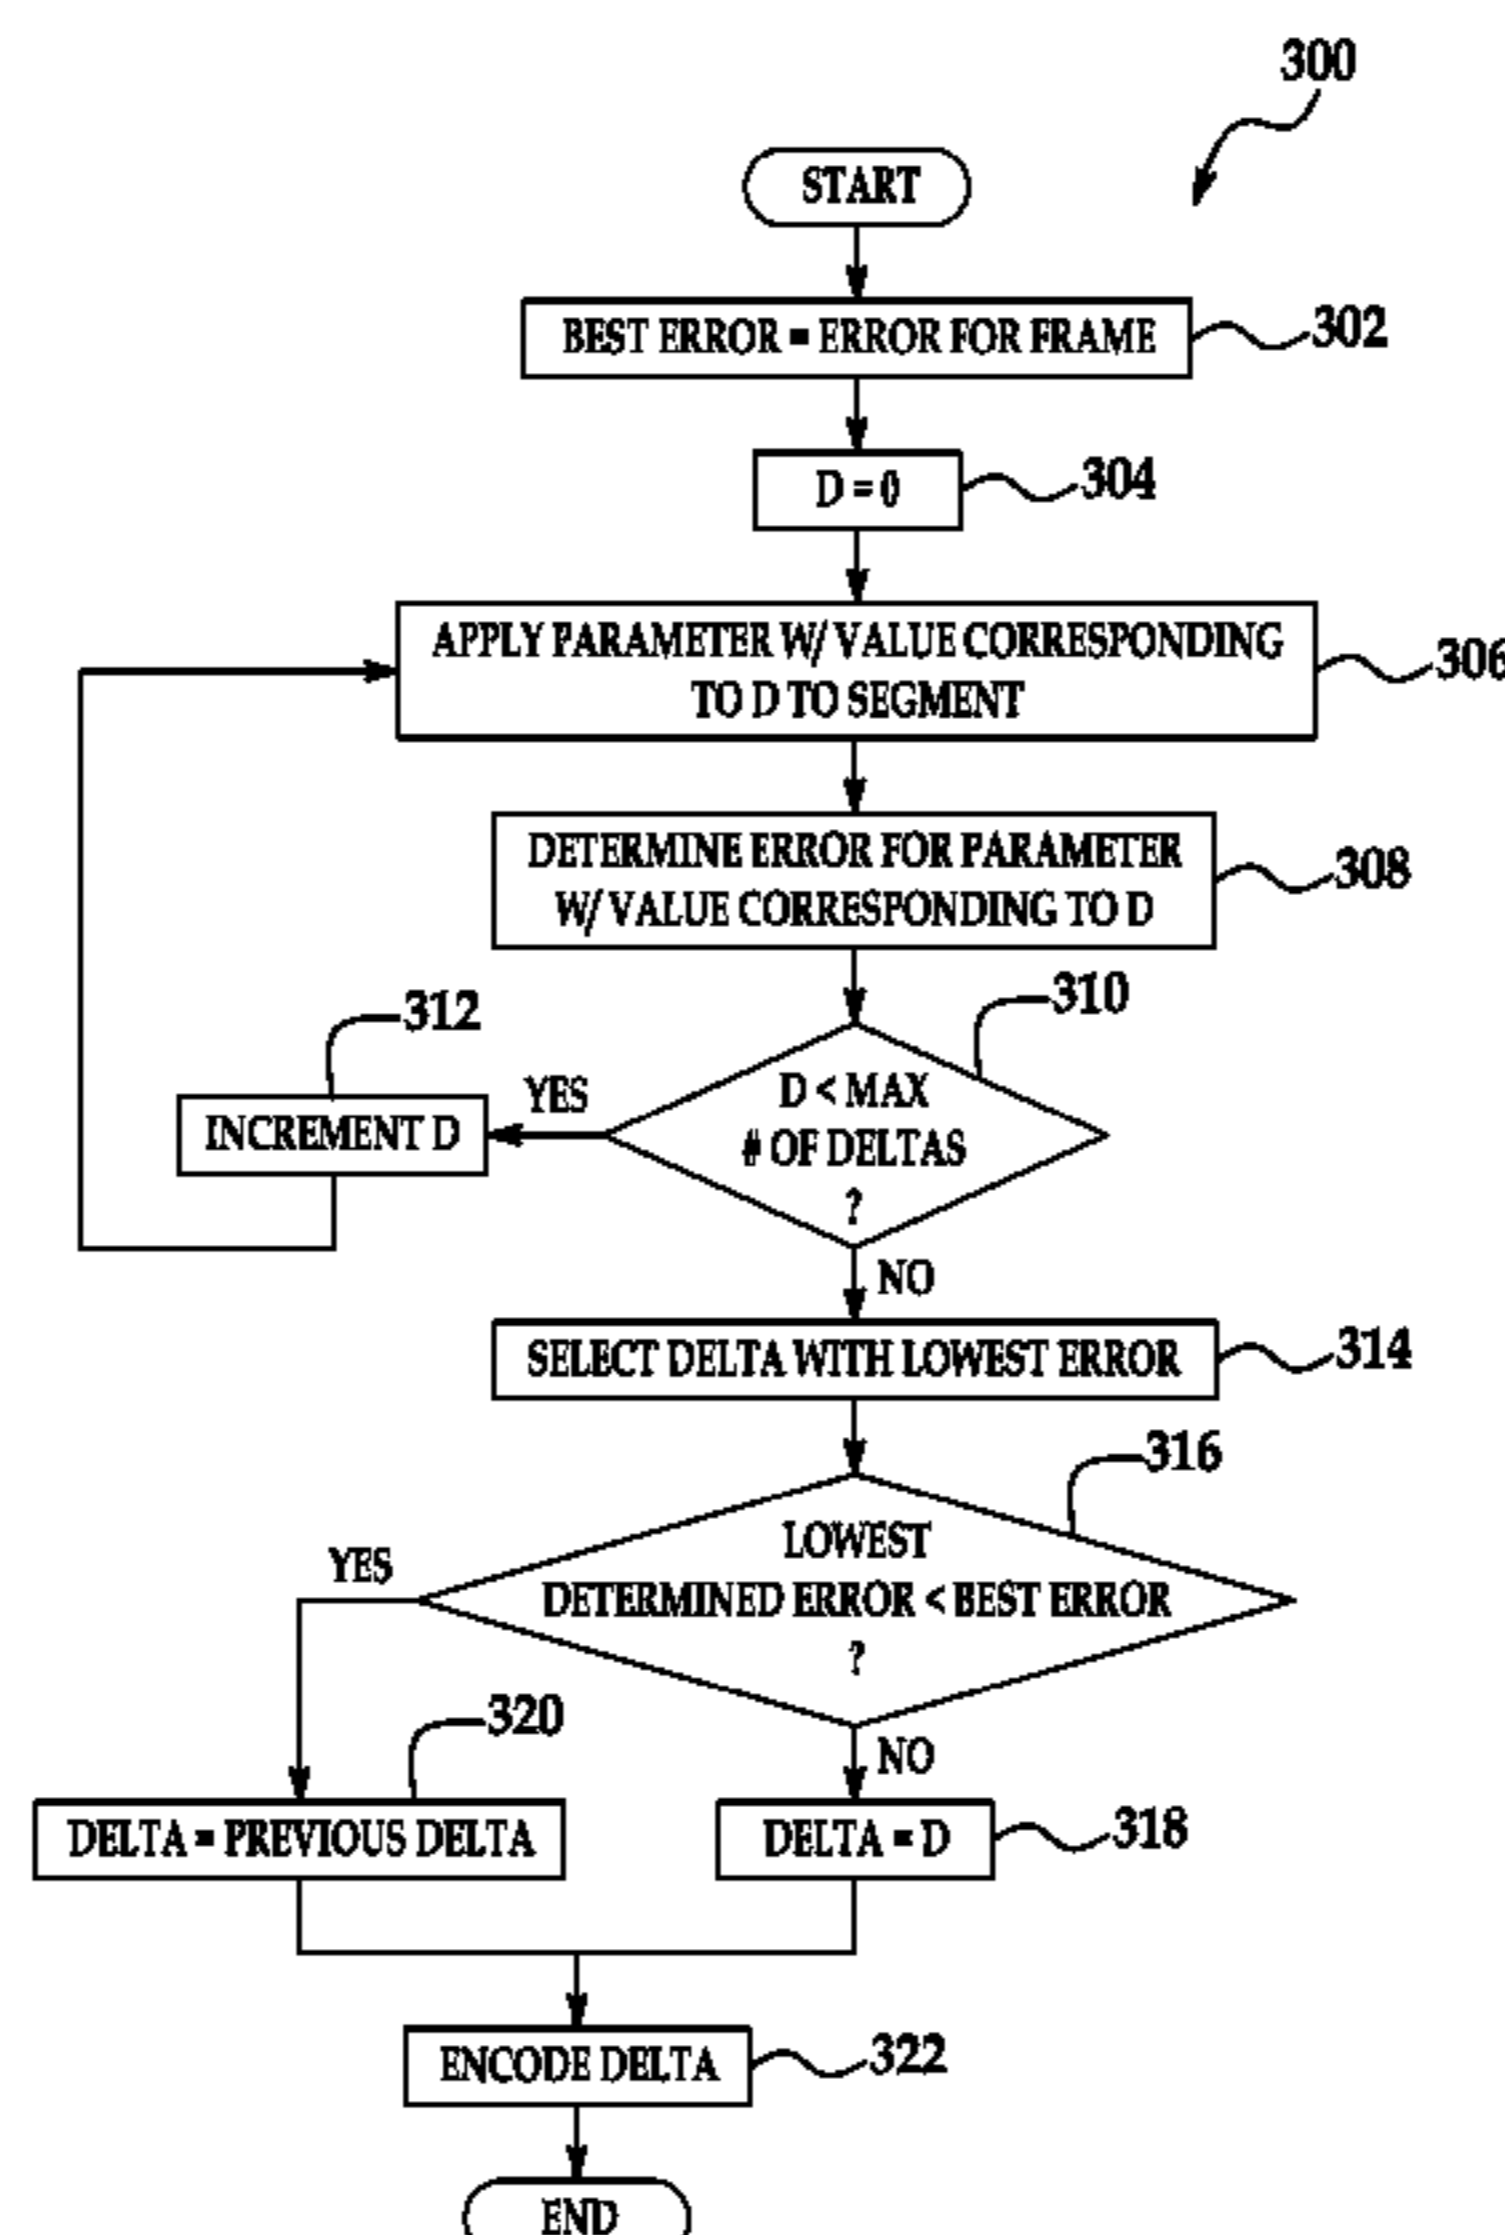 300
START
BEST ERROR = ERROR FOR FRAME
302
D = 0
304
APPLY PARAMETER W/ VALUE CORRESPONDING
TO D TO SEGMENT
306
DETERMINE ERROR FOR PARAMETER
W/ VALUE CORRESPONDING TO D
308
310
312
D < MAX
# OF DELTAS
?
YES
INCREMENT D
NO
SELECT DELTA WITH LOWEST ERROR
314
316
LOWEST
DETERMINED ERROR < BEST ERROR
?
YES
320
NO
DELTA = PREVIOUS DELTA
DELTA = D
318
ENCODE DELTA
322
END